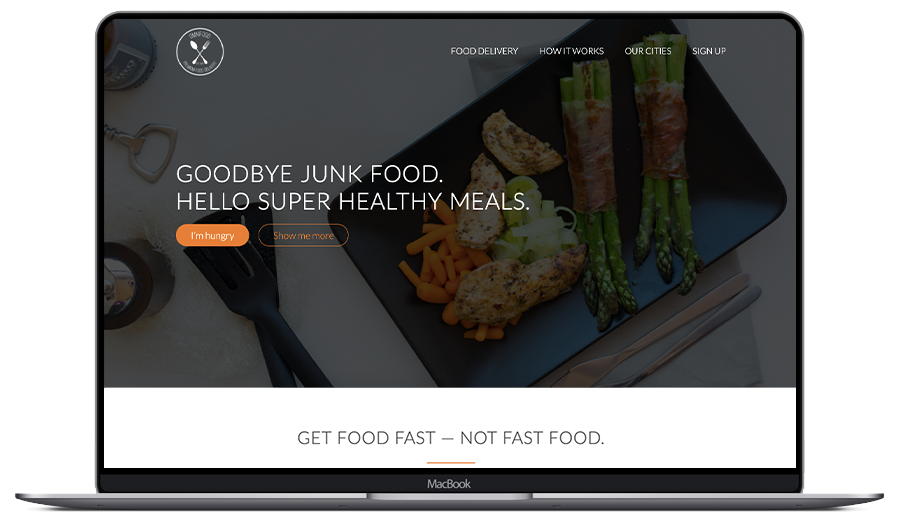 OMNIFOOD
FOOD DELIVERY
HOW IT WORKS
OUR CITIES
SIGN UP
GOODBYE JUNK FOOD.
HELLO SUPER HEALTHY MEALS.
I'm hungry
Show me more
GET FOOD FAST — NOT FAST FOOD.
MacBook